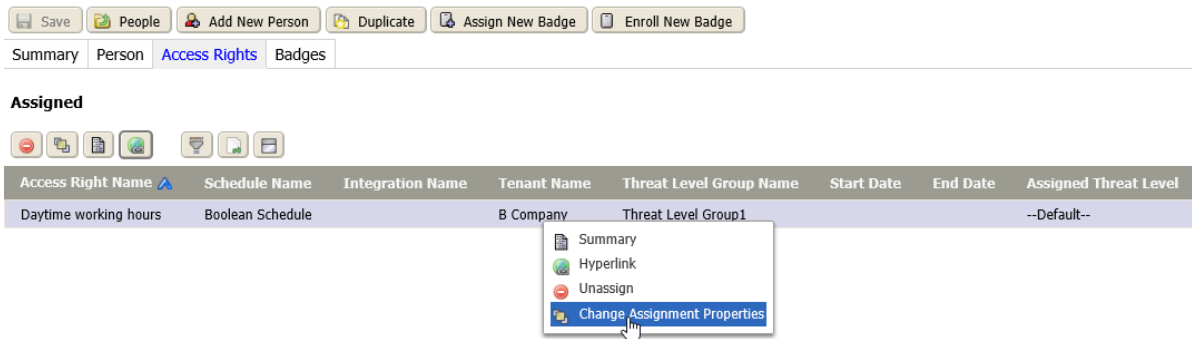 Save People Add New Person Duplicate Assign New Badge Enroll New Badge
Summary Person Access Rights Badges
Assigned
Access Right Name Schedule Name Integration Name Tenant Name Threat Level Group Name Start Date End Date Assigned Threat Level
Daytime working hours Boolean Schedule B Company Threat Level Group1 --Default--
Summary
Hyperlink
Unassign
Change Assignment Properties